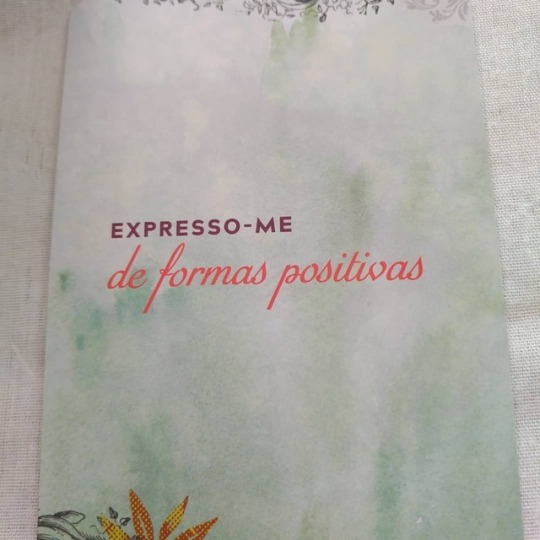 EXPRESSO-ME
de formas positivas